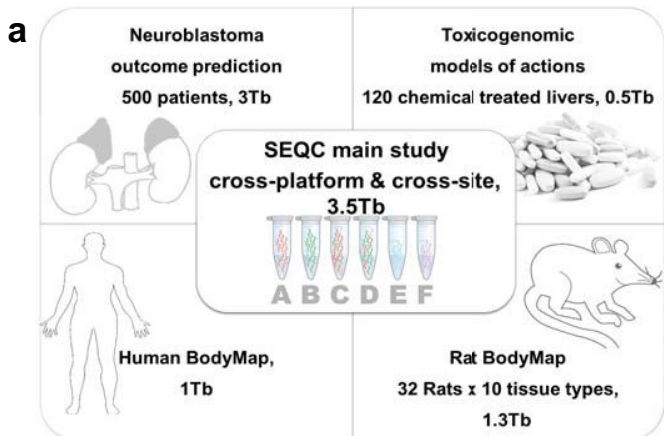 a
Neuroblastoma
outcome prediction
500 patients, 3Tb
Toxicogenomic
models of actions
120 chemical treated livers, 0.5Tb
SEQC main study
cross-platform & cross-site,
3.5Tb
A B C D E F
Human BodyMap,
1Tb
Rat BodyMap
32 Rats x 10 tissue types,
1.3Tb